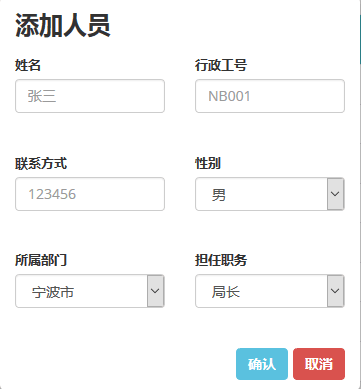 添加人员
姓名 行政工号
张三 NB001
联系方式 性别
123456 男
所属部门 担任职务
宁波市 局长
确认 取消